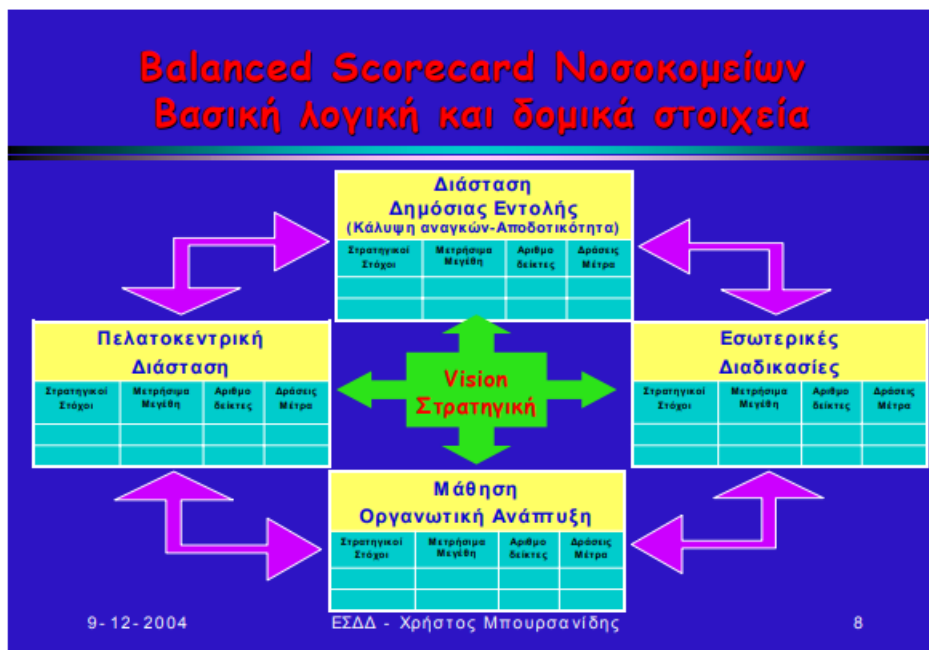 Balanced Scorecard Νοσοκομείων
Βασική λογική και δομικά στοιχεία
Διάσταση
Δημόσιας Εντολής
(Κάλυψη αναγκών-Αποδοτικότητα)
Στρατηγικοί Μετρήσιμα Αριθμο Δράσεις
Στόχοι Μεγέθη δείκτες Μέτρα
Πελατοκεντρική
Διάσταση
Στρατηγικοί Μετρήσιμα Αριθμο Δράσεις
Στόχοι Μεγέθη δείκτες Μέτρα
Vision
Στρατηγική
Εσωτερικές
Διαδικασίες
Στρατηγικοί Μετρήσιμα Αριθμο Δράσεις
Στόχοι Μεγέθη δείκτες Μέτρα
Μάθηση
Οργανωτική Ανάπτυξη
Στρατηγικοί Μετρήσιμα Αριθμο Δράσεις
Στόχοι Μεγέθη δείκτες Μέτρα
9-12-2004 ΕΣΔΔ - Χρήστος Μπουρσανίδης 8